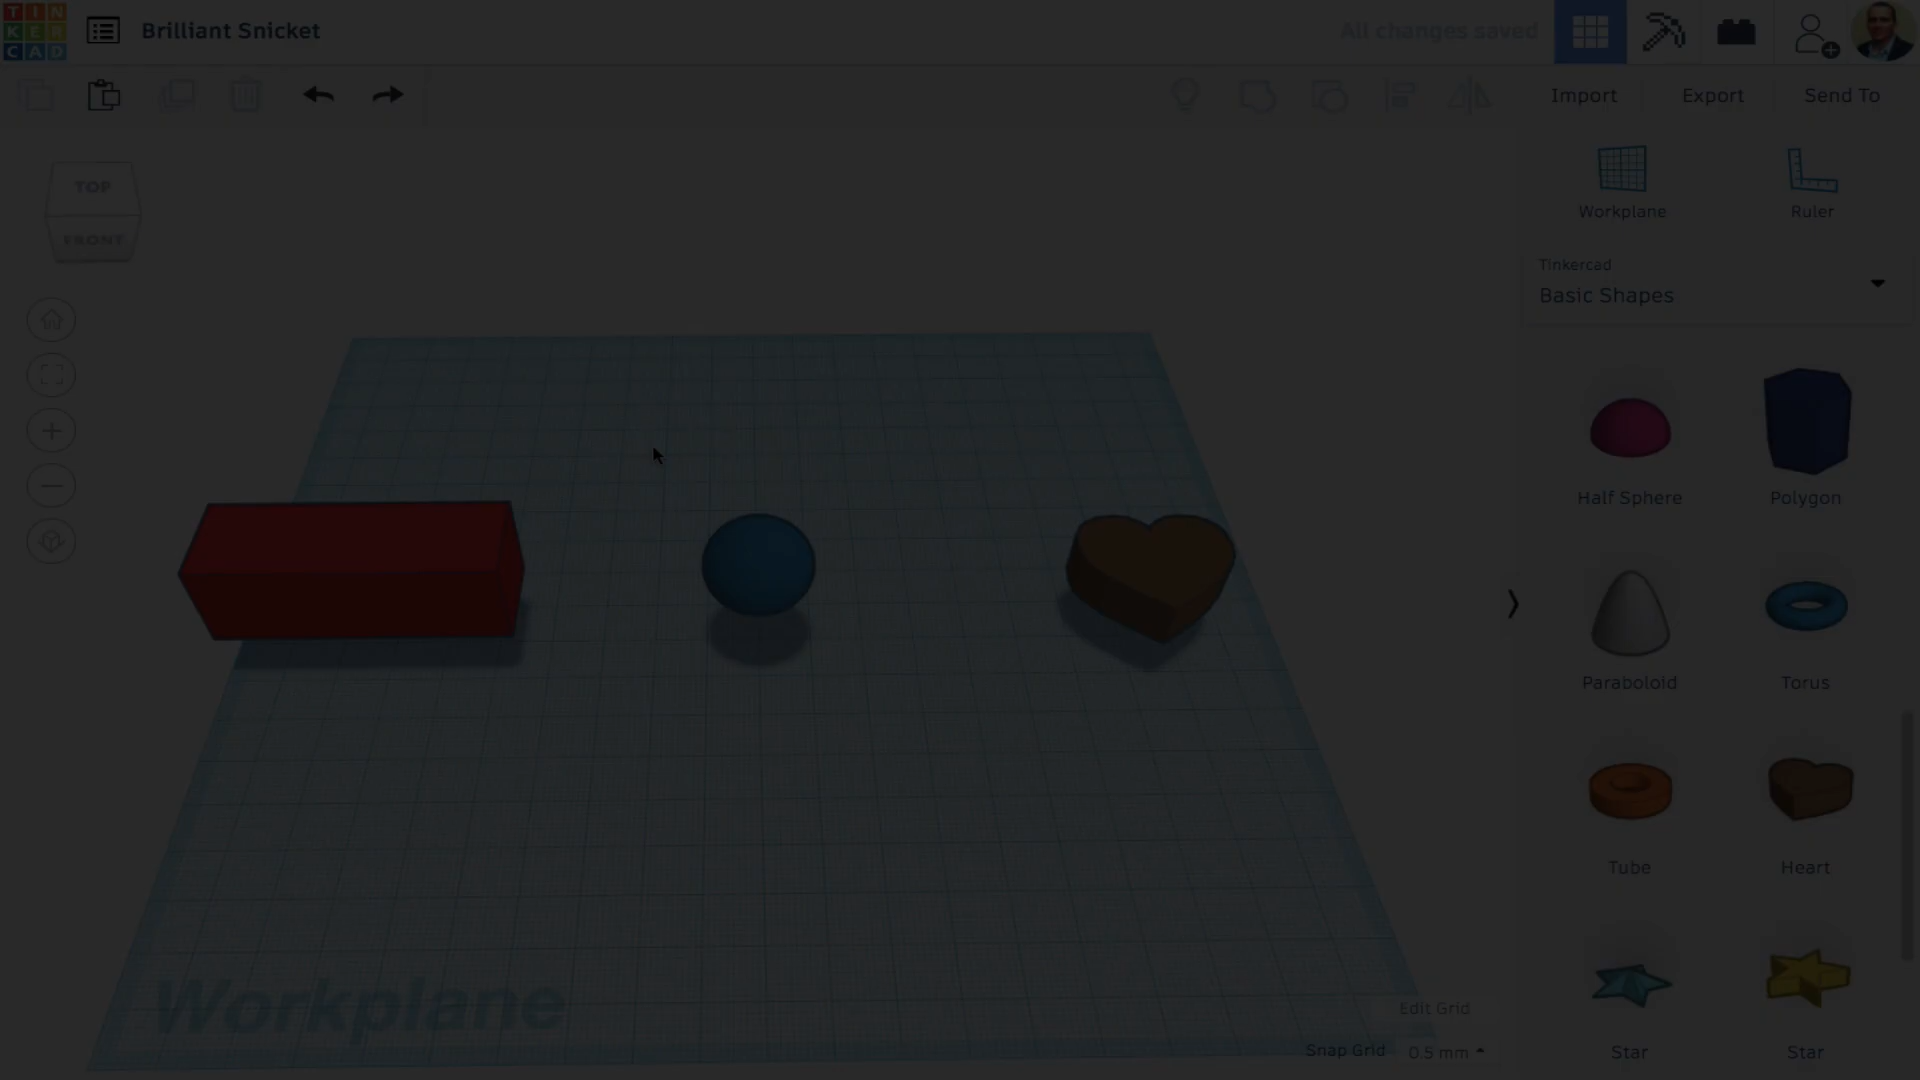 TIN
KER
CAD
Brilliant Snicket
All changes saved
Import
Export
Send To
TOP
FRONT
Workplane
Ruler
Tinkercad
Basic Shapes
Half Sphere
Polygon
Paraboloid
Torus
Tube
Heart
Workplane
Edit Grid
Snap Grid
0.5 mm
Star
Star